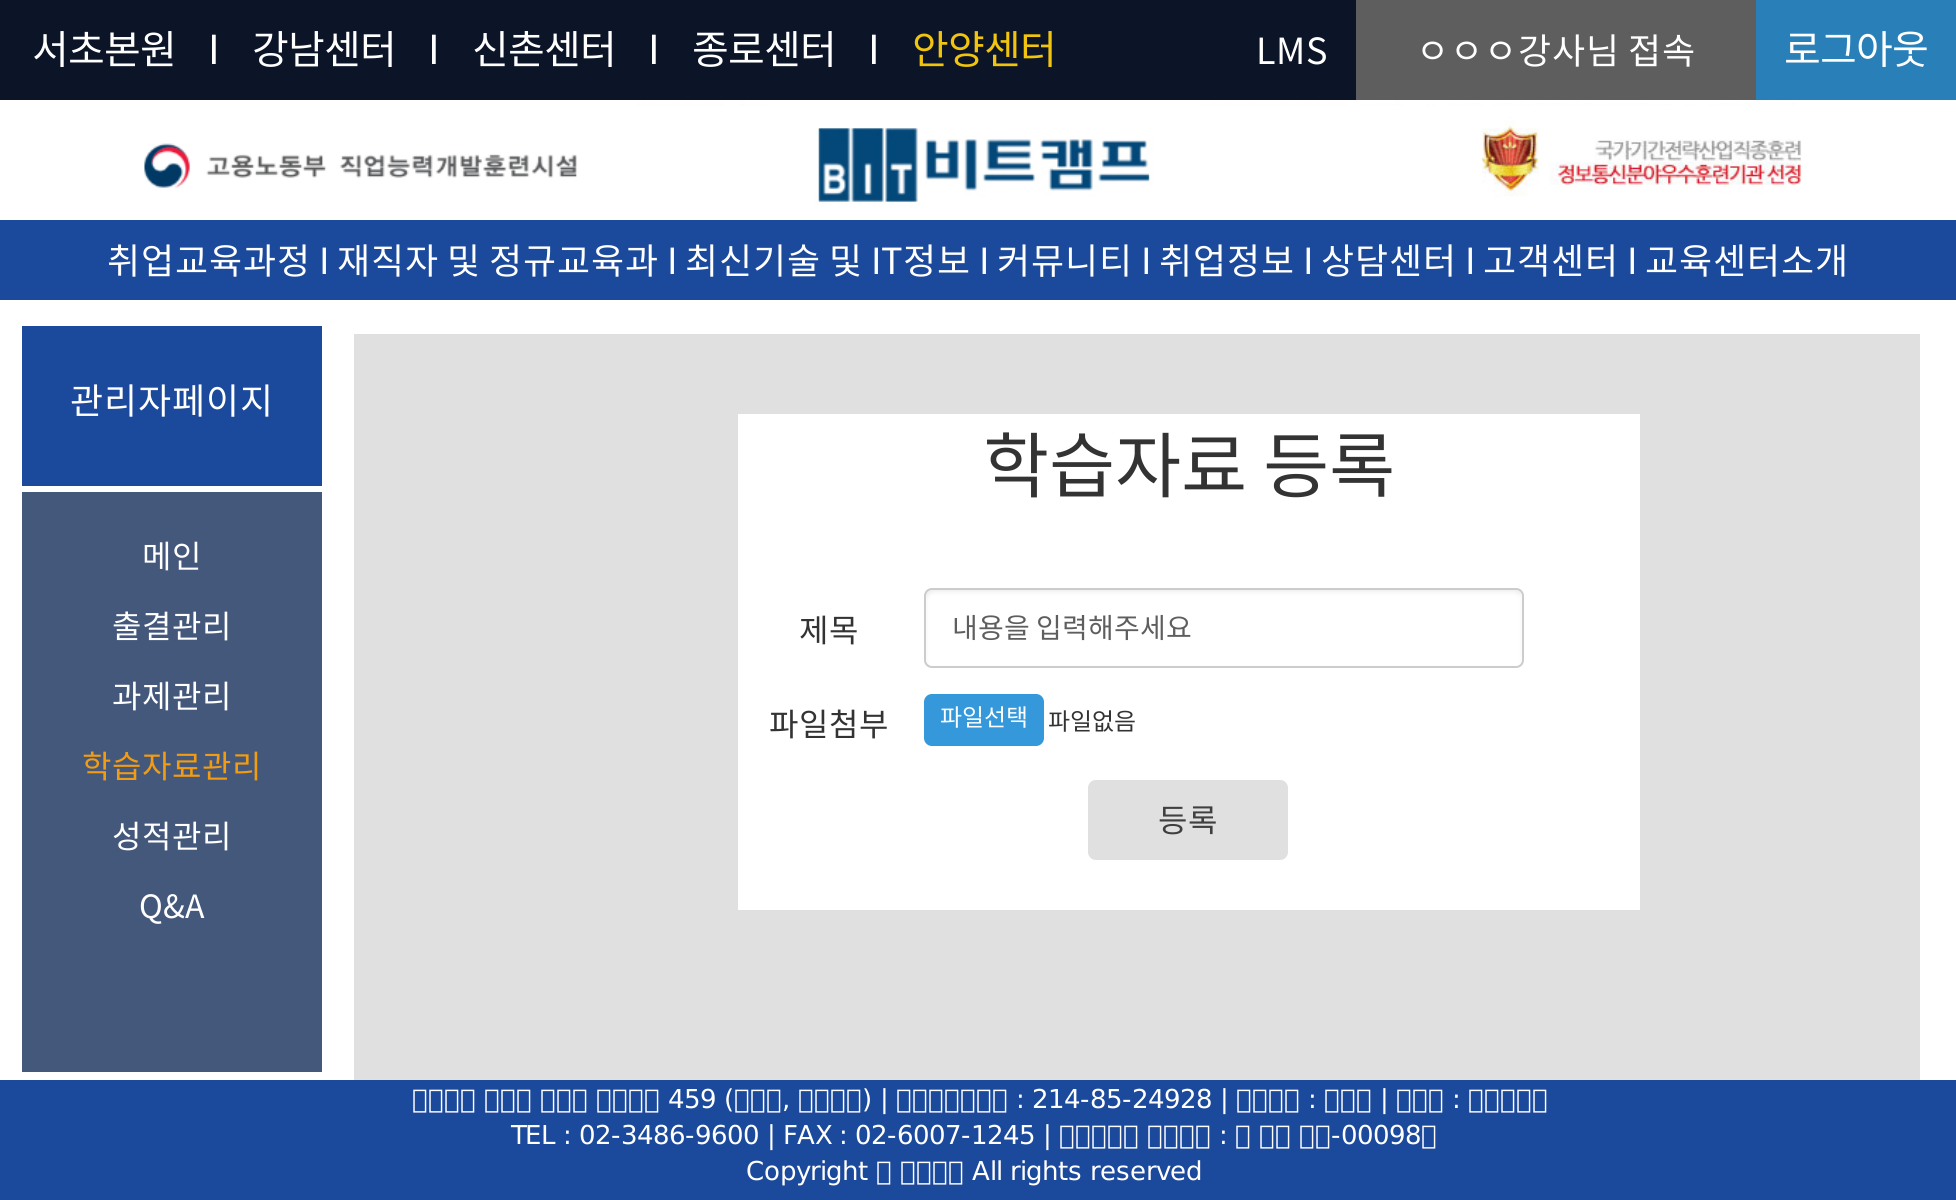 서초본원 I 강남센터 I 신촌센터 I 종로센터 I 안양센터 LMS ㅇㅇㅇ강사님 접속 로그아웃
고용노동부 직업능력개발훈련시설
BIT 비트캠프
국가기간전략산업직종훈련
정보통신분야우수훈련기관 선정
취업교육과정 I 재직자 및 정규교육과 I 최신기술 및 IT정보 I 커뮤니티 I 취업정보 I 상담센터 I 고객센터 I 교육센터소개
관리자페이지
메인
출결관리
과제관리
학습자료관리
성적관리
Q&A
학습자료 등록
제목 내용을 입력해주세요
파일첨부 파일선택 파일없음
등록
459 ( , ) | : 214-85-24928 | : | :
TEL : 02-3486-9600 | FAX : 02-6007-1245 | : -00098
Copyright All rights reserved